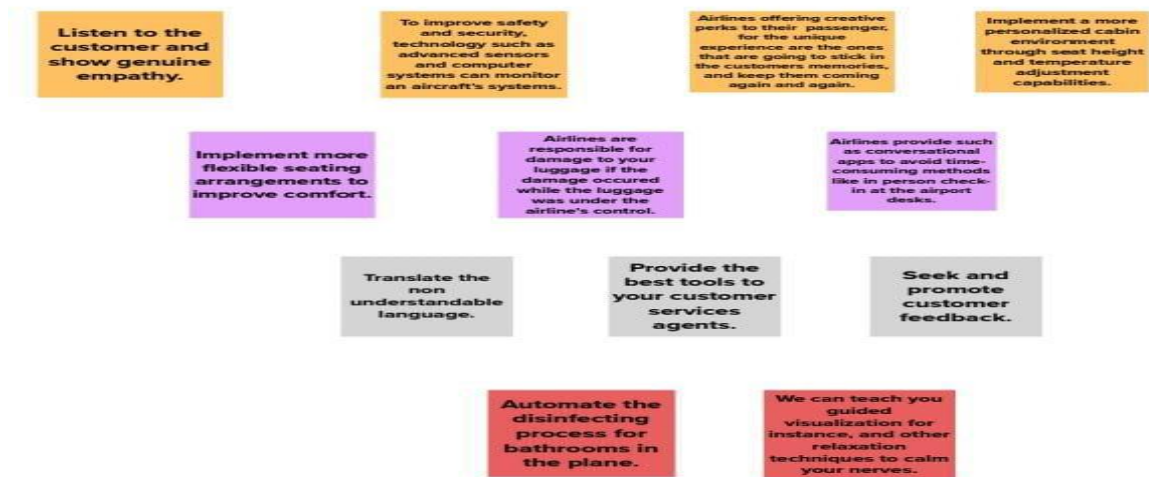 Listen to the
customer and
show genuine
empathy.
To improve safety
and security,
technology such as
advanced sensors
and computer
systems can monitor
an aircraft's systems.
Airlines offering creative
perks to their passenger,
for the unique
experience are the ones
that are going to stick in
the customers memories,
and keep them coming
again and again.
Implement a more
personalized cabin
environment
through seat height
and temperature
adjustment
capabilities.
Implement more
flexible seating
arrangements to
improve comfort.
Airlines are
responsible for
damage to your
luggage if the
damage occured
while the luggage
was under the
airline's control.
Airlines provide such
as conversational
apps to avoid time-
consuming methods
like in person check-
in at the airport
desks.
Translate the
non
understandable
language.
Provide the
best tools to
your customer
services
agents.
Seek and
promote
customer
feedback.
Automate the
disinfecting
process for
bathrooms in
the plane.
We can teach you
guided
visualization for
instance, and other
relaxation
techniques to calm
your nerves.